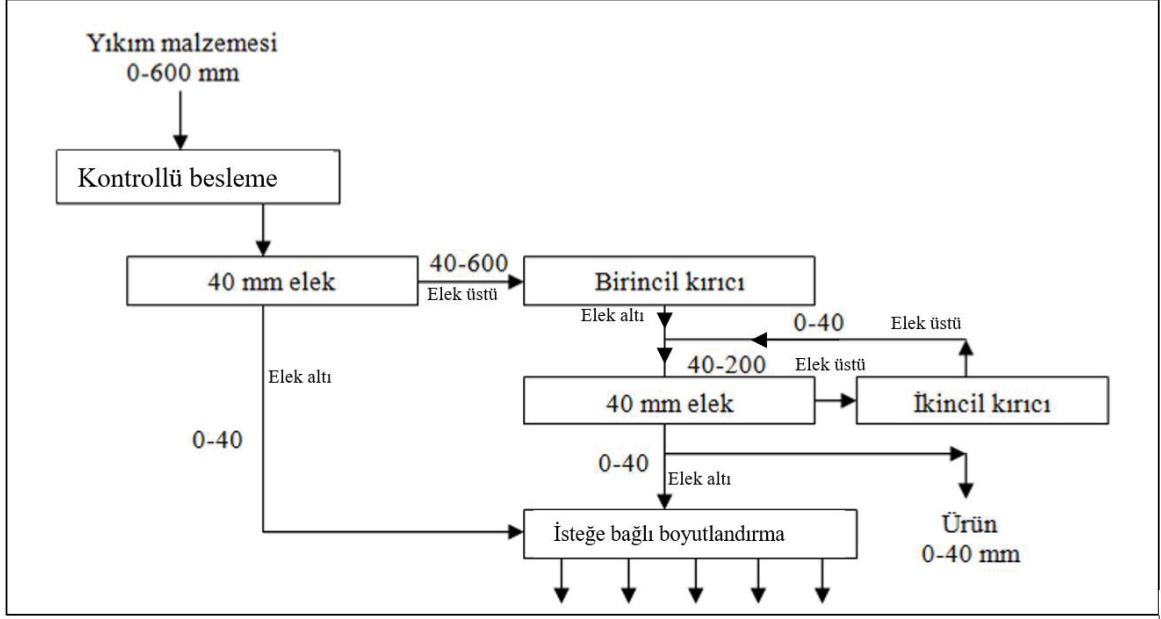 Yıkım malzemesi
0-600 mm
Kontrollü besleme
40 mm elek
40-600
Elek üstü
Birincil kırıcı
Elek altı
0-40
Elek üstü
40-200
Elek üstü
Elek altı
40 mm elek
İkincil kırıcı
0-40
0-40
Elek altı
İsteğe bağlı boyutlandırma
Ürün
0-40 mm